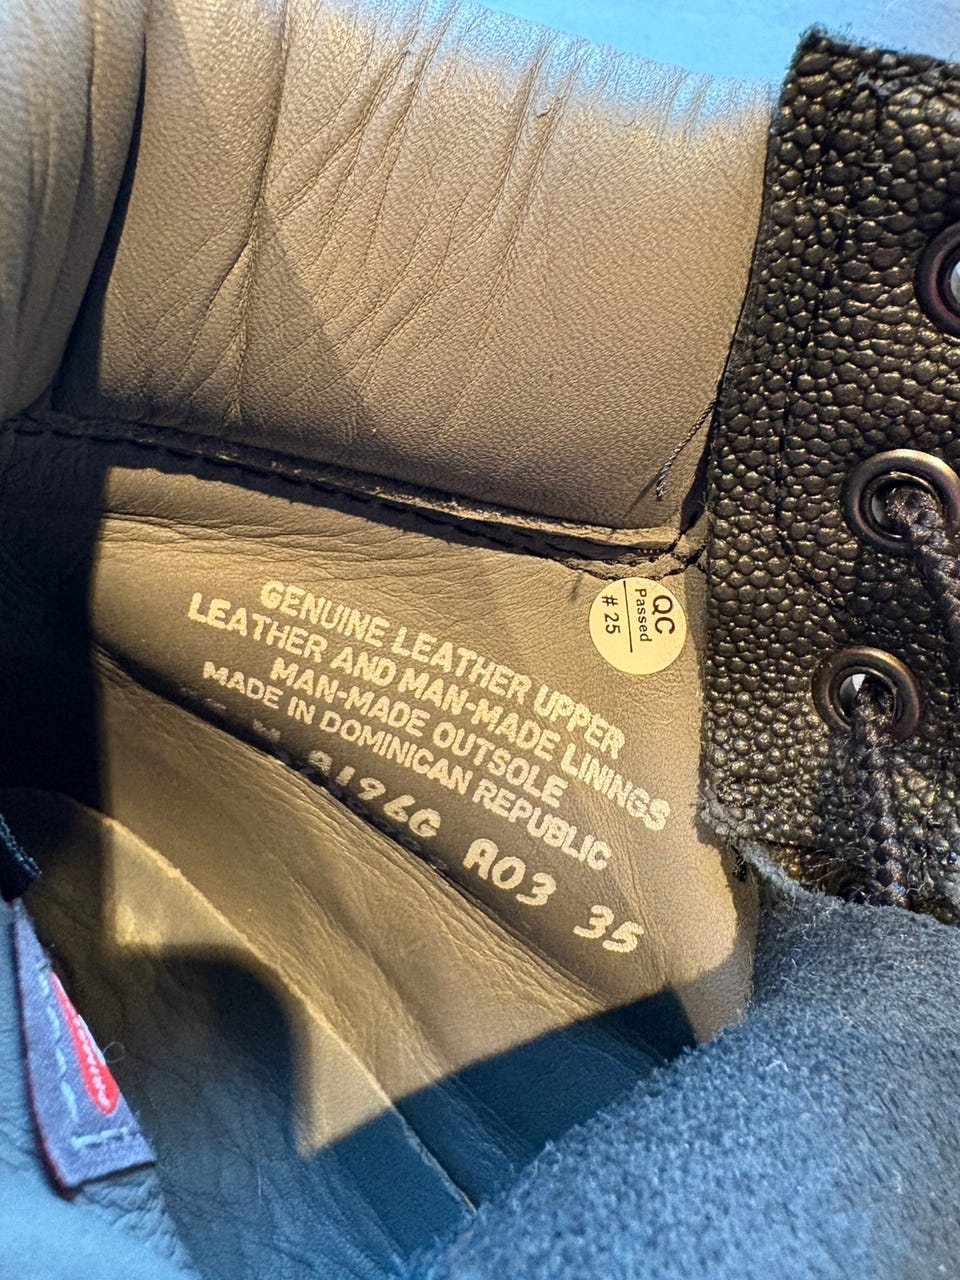 GENUINE LEATHER UPPER
LEATHER AND MAN-MADE LININGS
MAN-MADE OUTSOLE
MADE IN DOMINICAN REPUBLIC
2196G A03 35
QC
Passed
# 25